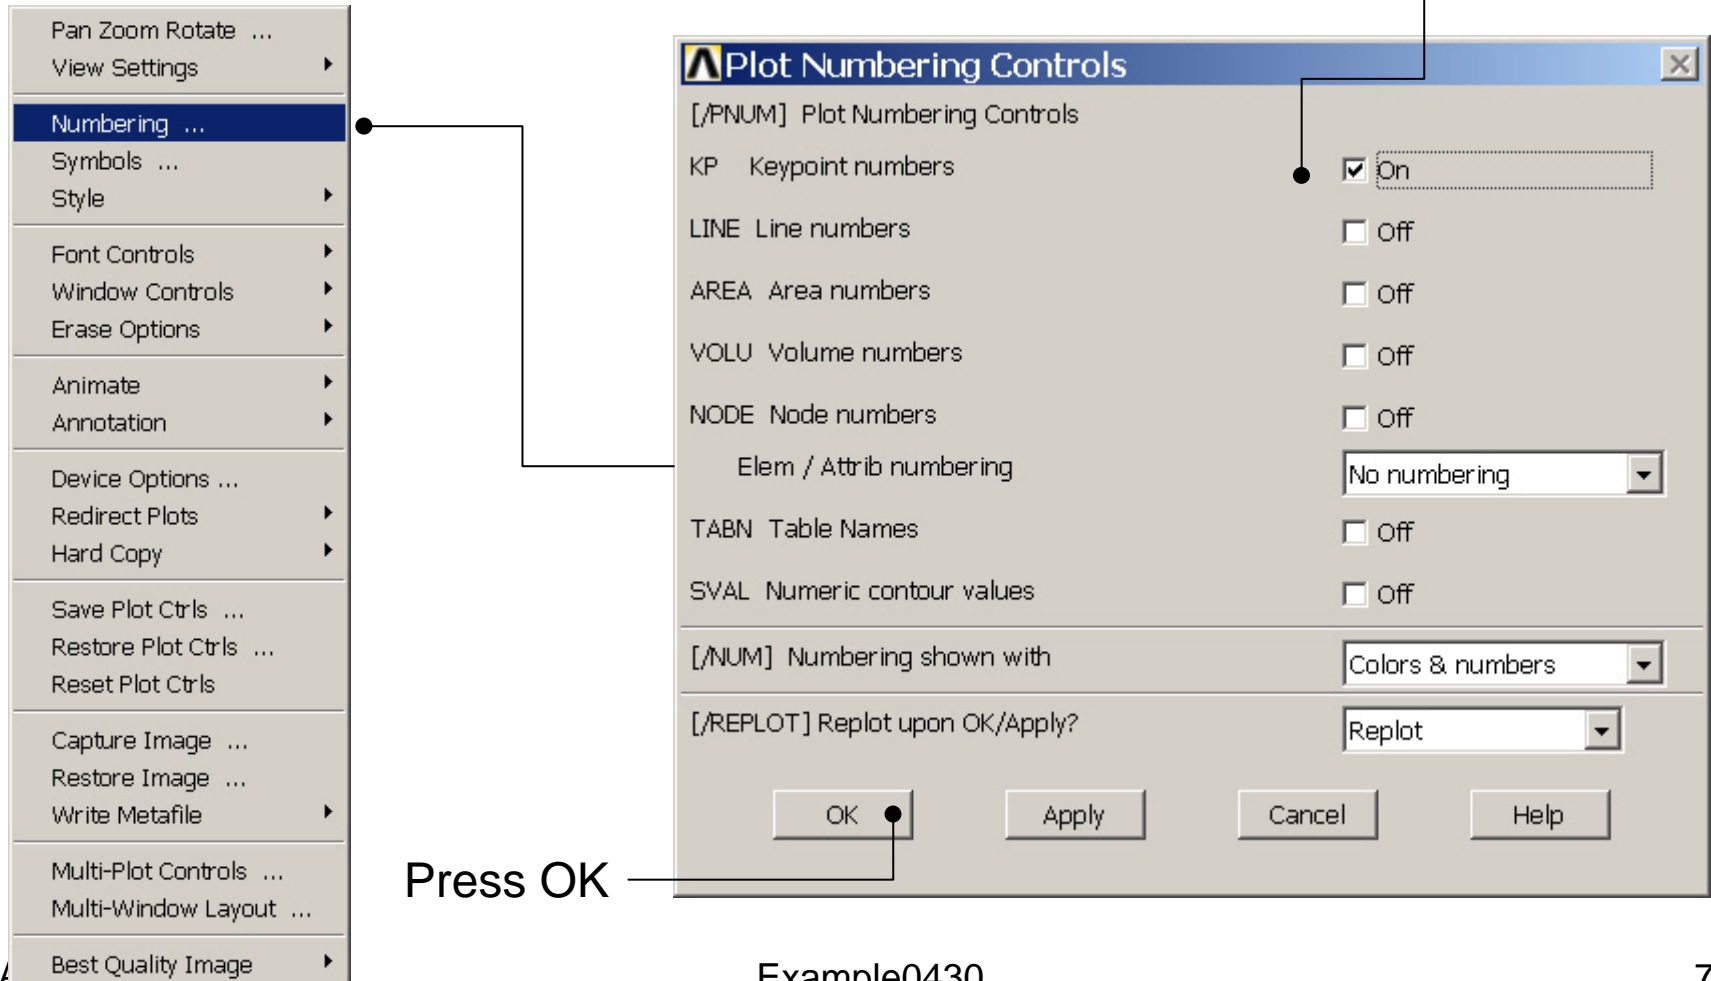 Pan Zoom Rotate ...
View Settings
Numbering ...
Symbols ...
Style
Font Controls
Window Controls
Erase Options
Animate
Annotation
Device Options ...
Redirect Plots
Hard Copy
Save Plot Ctrls ...
Restore Plot Ctrls ...
Reset Plot Ctrls
Capture Image ...
Restore Image ...
Write Metafile
Multi-Plot Controls ...
Multi-Window Layout ...
Best Quality Image
Plot Numbering Controls
[/PNUM] Plot Numbering Controls
KP Keypoint numbers On
LINE Line numbers Off
AREA Area numbers Off
VOLU Volume numbers Off
NODE Node numbers Off
Elem / Attrib numbering No numbering
TABN Table Names Off
SVAL Numeric contour values Off
[/NUM] Numbering shown with Colors & numbers
[/REPLOT] Replot upon OK/Apply? Replot
OK Apply Cancel Help
Press OK
Example0430
7